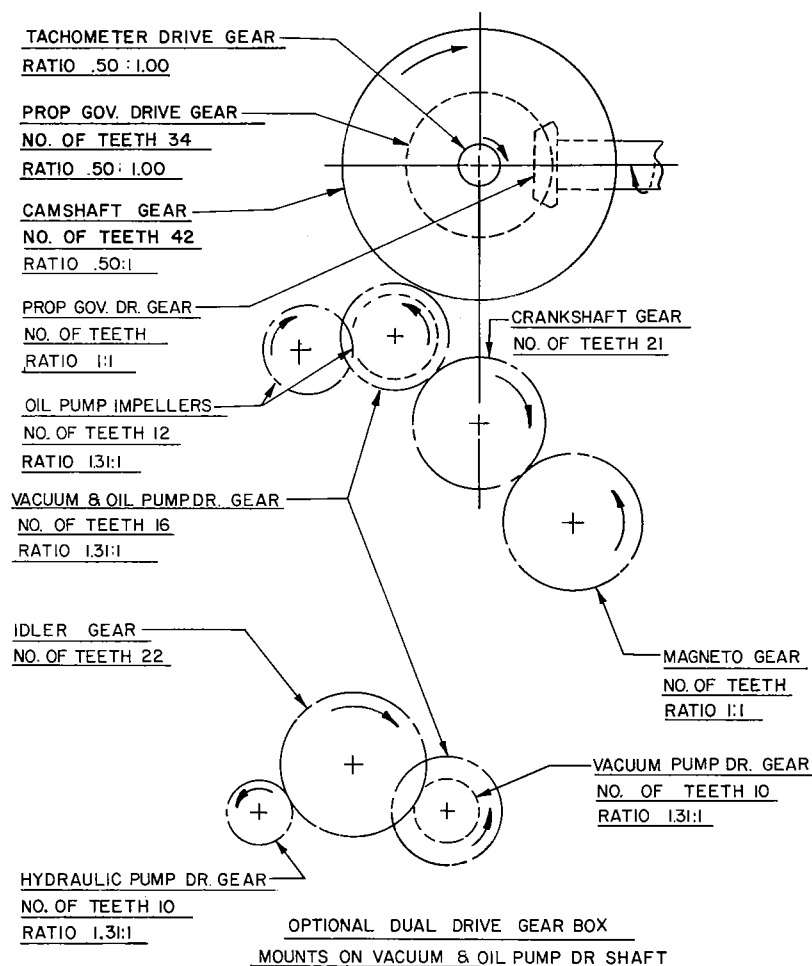 TACHOMETER DRIVE GEAR
RATIO .50 : 1.00
PROP GOV. DRIVE GEAR
NO. OF TEETH 34
RATIO .50 : 1.00
CAMSHAFT GEAR
NO. OF TEETH 42
RATIO .50:1
PROP GOV. DR. GEAR
NO. OF TEETH
RATIO 1:1
OIL PUMP IMPELLERS
NO. OF TEETH 12
RATIO 1.31:1
VACUUM & OIL PUMP DR. GEAR
NO. OF TEETH 16
RATIO 1.31:1
CRANKSHAFT GEAR
NO. OF TEETH 21
MAGNETO GEAR
NO. OF TEETH
RATIO 1:1
IDLER GEAR
NO. OF TEETH 22
VACUUM PUMP DR. GEAR
NO. OF TEETH 10
RATIO 1.31:1
HYDRAULIC PUMP DR. GEAR
NO. OF TEETH 10
RATIO 1.31:1
OPTIONAL DUAL DRIVE GEAR BOX
MOUNTS ON VACUUM & OIL PUMP DR SHAFT